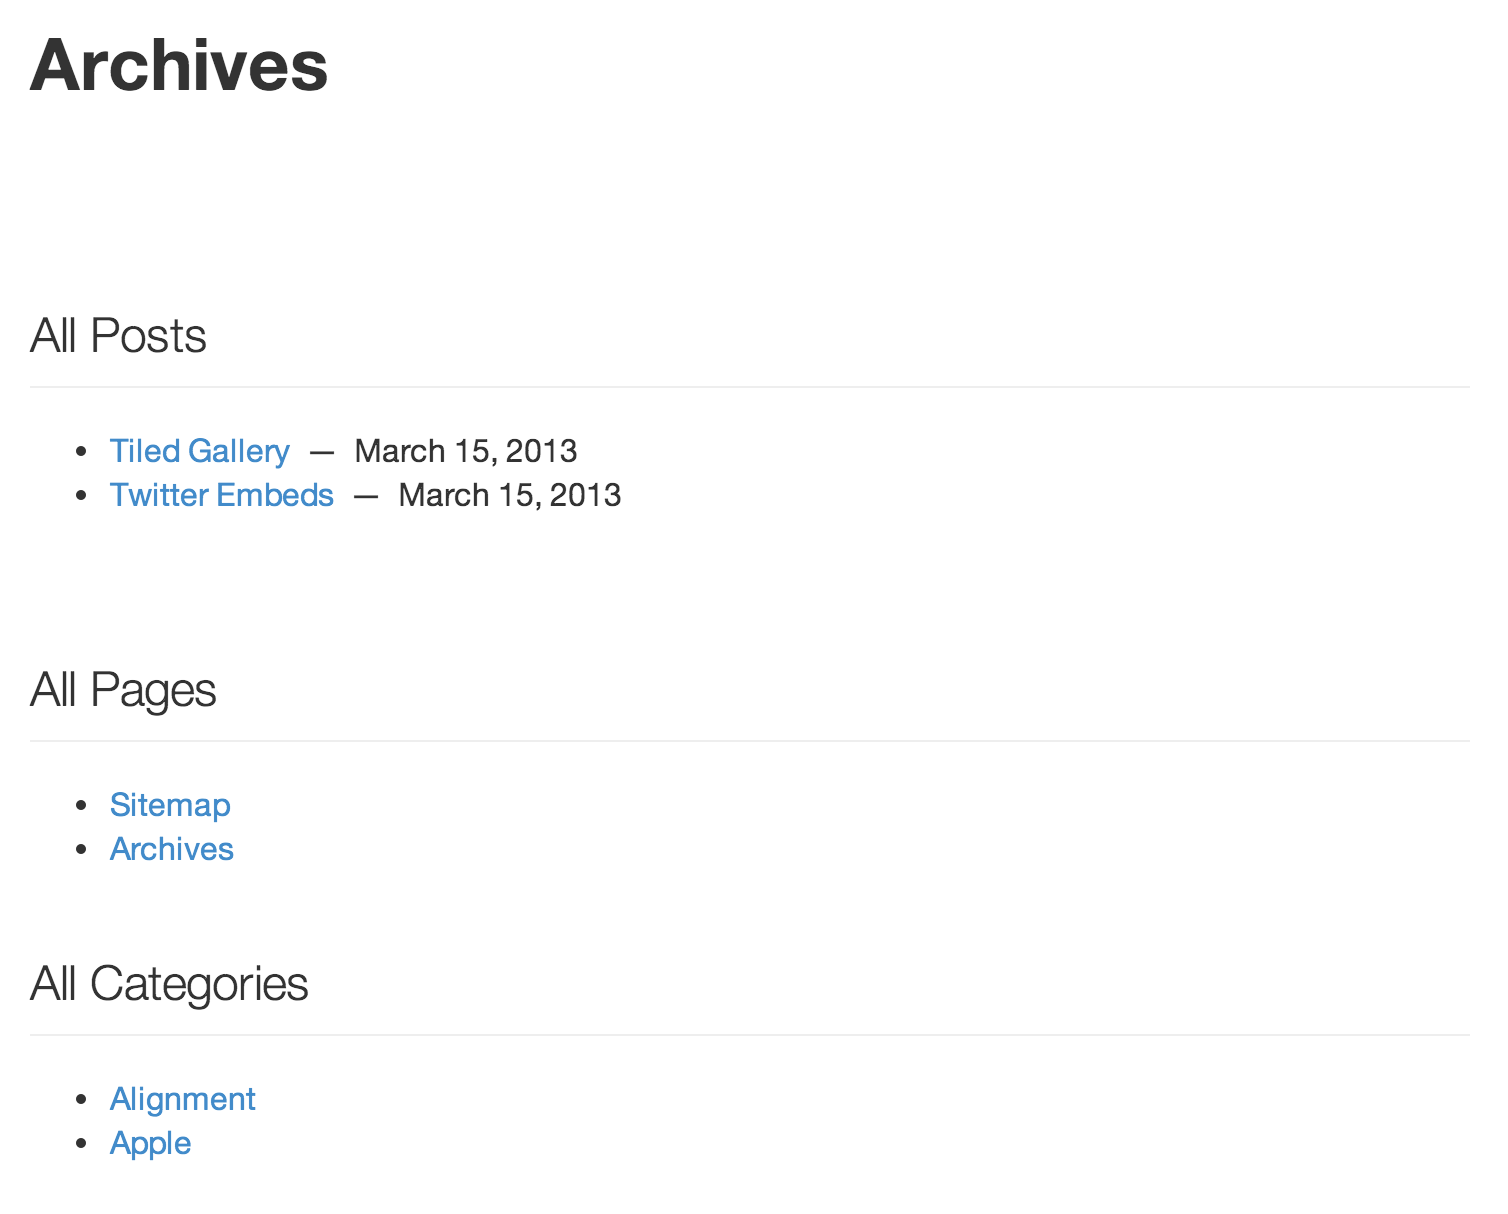 Archives
All Posts
• Tiled Gallery — March 15, 2013
• Twitter Embeds — March 15, 2013
All Pages
• Sitemap
• Archives
All Categories
• Alignment
• Apple